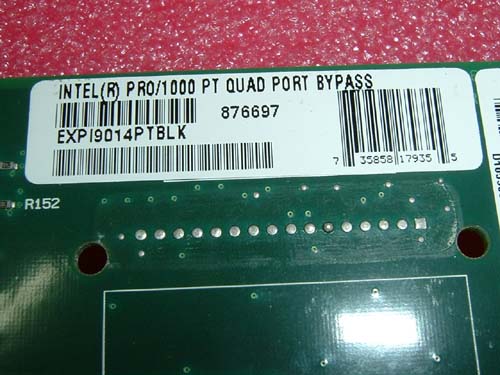 INTEL(R) PRO/1000 PT QUAD PORT BYPASS
876697
EXPI9014PTBLK
7 35858 17935 5
R152